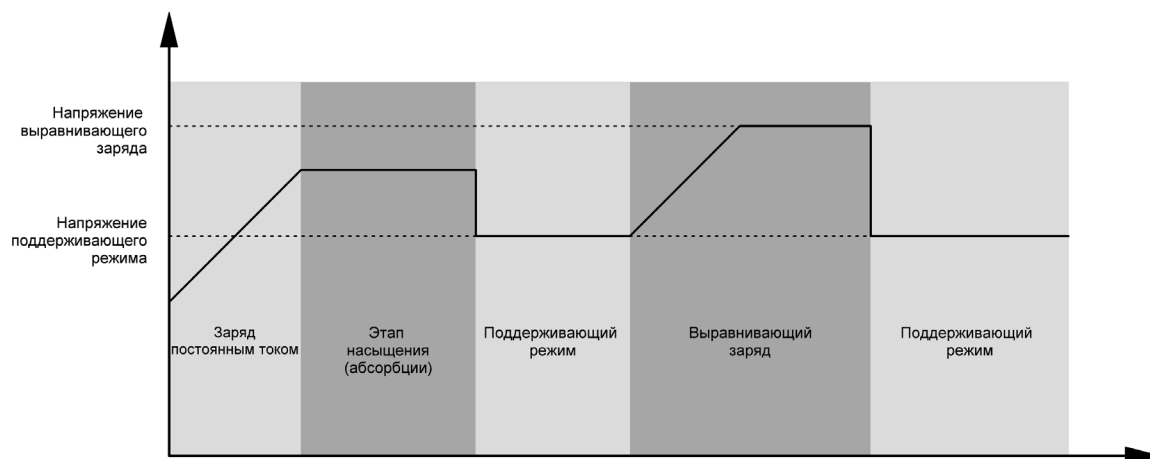 Напряжение
выравнивающего
заряда
Напряжение
поддерживающего
режима
Заряд
постоянным током
Этап
насыщения
(абсорбции)
Поддерживающий
режим
Выравнивающий
заряд
Поддерживающий
режим